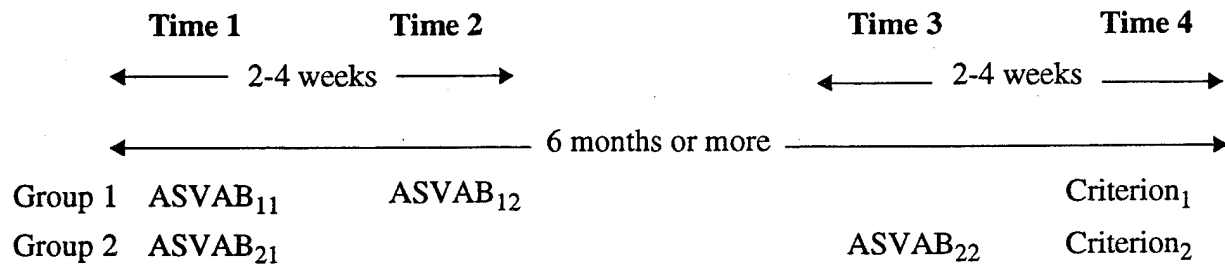 Time 1 Time 2 Time 3 Time 4
2-4 weeks 2-4 weeks
6 months or more
Group 1 ASVAB₁₁ ASVAB₁₂ Criterion₁
Group 2 ASVAB₂₁ ASVAB₂₂ Criterion₂